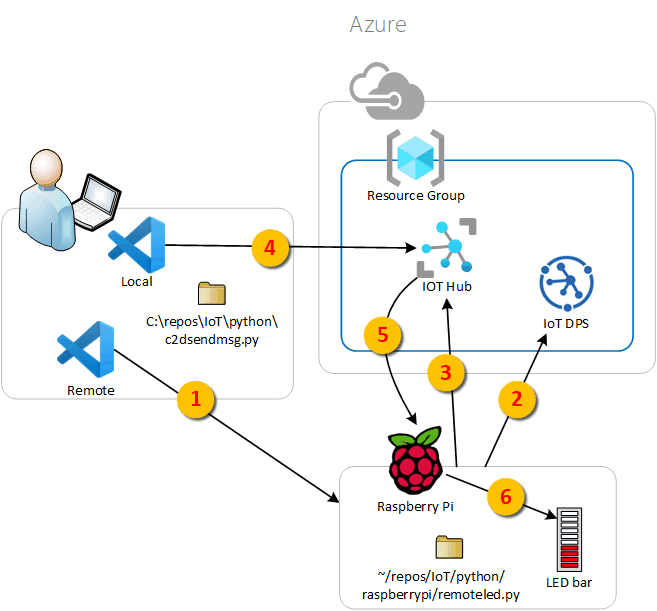 Azure
Resource Group
4
Local
IOT Hub
C:\repos\IoT\python\
c2dsendmsg.py
IoT DPS
5
3
2
Remote
1
Raspberry Pi
6
~/repos/IoT/python/
raspberrypi/remoteled.py
LED bar